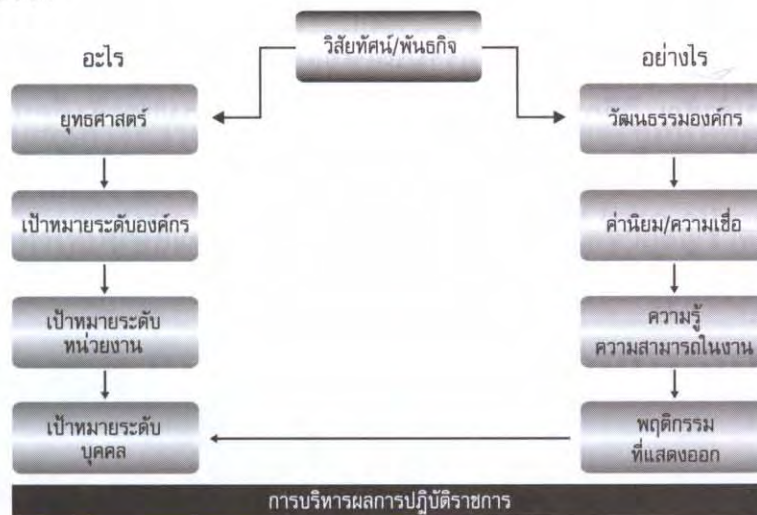 วิสัยทัศน์/พันธกิจ
อะไร
อย่างไร
ยุทธศาสตร์
วัฒนธรรมองค์กร
เป้าหมายระดับองค์กร
ค่านิยม/ความเชื่อ
เป้าหมายระดับ
หน่วยงาน
ความรู้
ความสามารถในงาน
เป้าหมายระดับ
บุคคล
พฤติกรรม
ที่แสดงออก
การบริหารผลการปฏิบัติราชการ